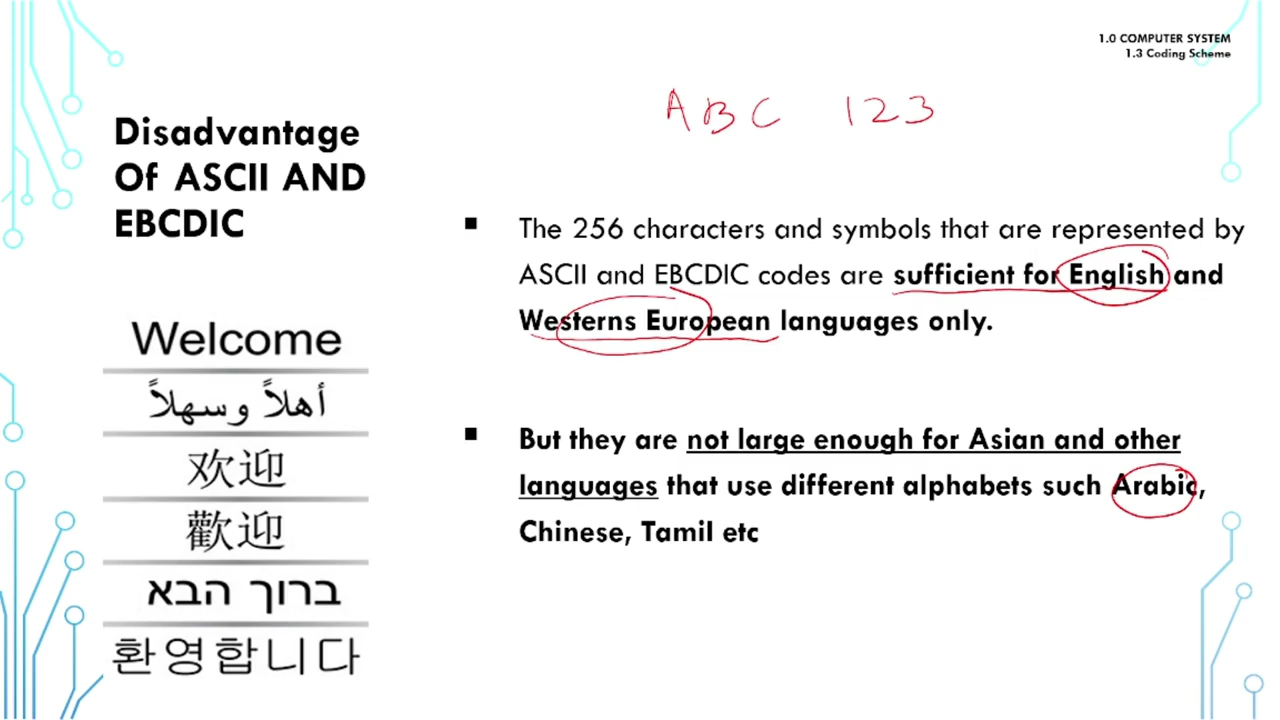 1.0 COMPUTER SYSTEM
1.3 Coding Scheme
A B C 1 2 3
Disadvantage
Of ASCII AND
EBCDIC
Welcome
أهلاً وسهلاً
欢迎
歡迎
ברוך הבא
환영합니다
▪ The 256 characters and symbols that are represented by
ASCII and EBCDIC codes are sufficient for English and
Westerns European languages only.
▪ But they are not large enough for Asian and other
languages that use different alphabets such Arabic,
Chinese, Tamil etc